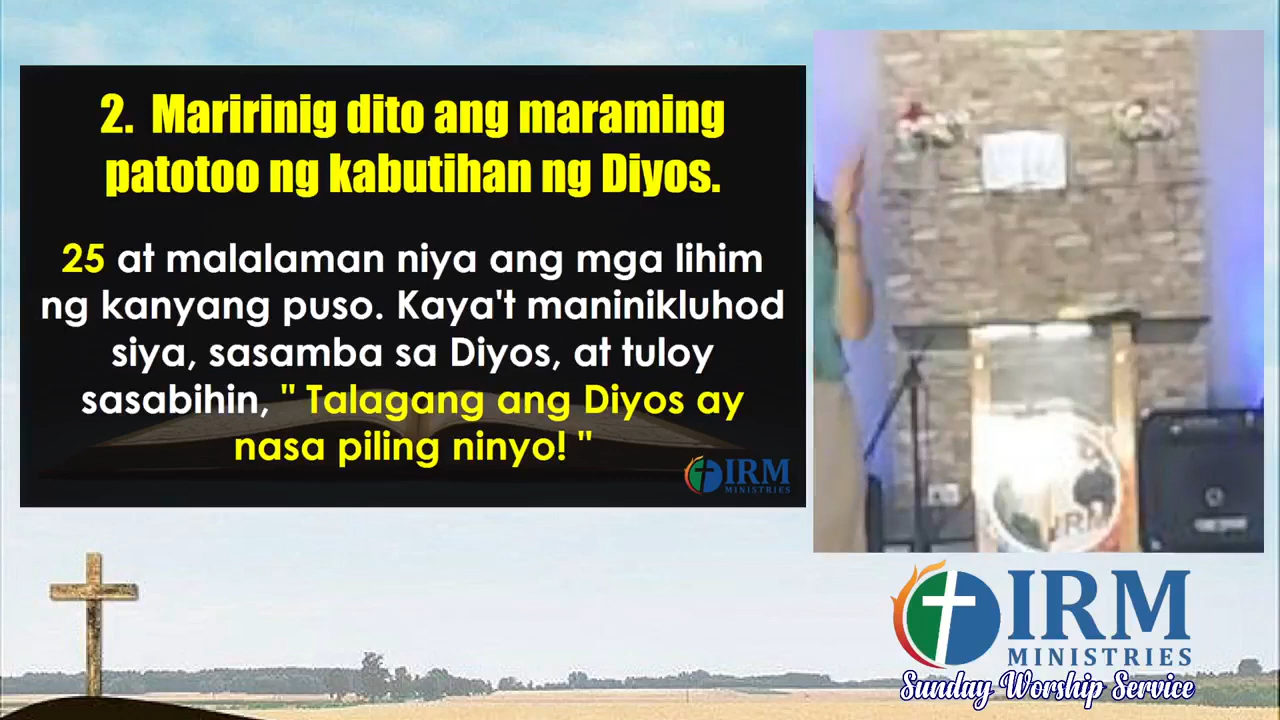 2. Maririnig dito ang maraming
patotoo ng kabutihan ng Diyos.
25 at malalaman niya ang mga lihim
ng kanyang puso. Kaya't maninikluhod
siya, sasamba sa Diyos, at tuloy
sasabihin, " Talagang ang Diyos ay
nasa piling ninyo! "
IRM
MINISTRIES
IRM
IRM
MINISTRIES
Sunday Worship Service